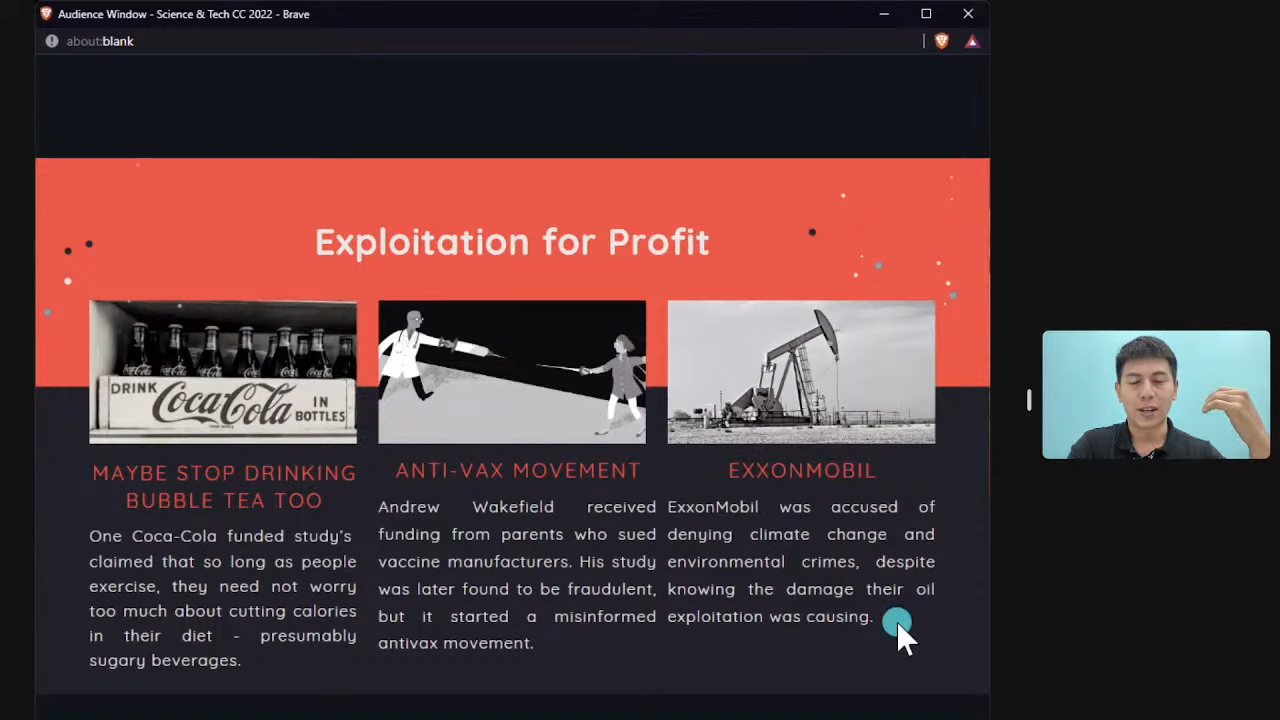 Audience Window - Science & Tech CC 2022 - Brave
about:blank
Exploitation for Profit
DRINK
Coca-Cola
IN
BOTTLES
MAYBE STOP DRINKING
BUBBLE TEA TOO
One Coca-Cola funded study's
claimed that so long as people
exercise, they need not worry
too much about cutting calories
in their diet - presumably
sugary beverages.
ANTI-VAX MOVEMENT
Andrew Wakefield received
funding from parents who sued
vaccine manufacturers. His study
was later found to be fraudulent,
but it started a misinformed
antivax movement.
EXXONMOBIL
ExxonMobil was accused of
denying climate change and
environmental crimes, despite
knowing the damage their oil
exploitation was causing.